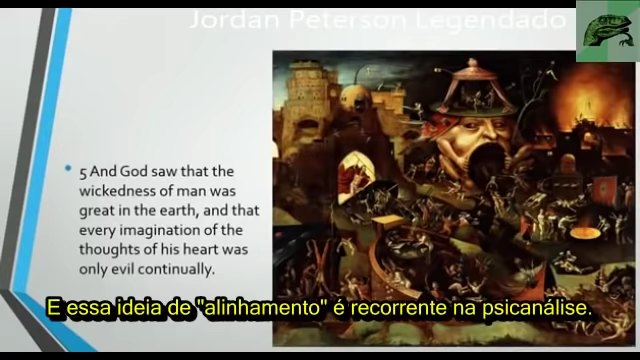 Jordan Peterson Legendado
5 And God saw that the
wickedness of man was
great in the earth, and that
every imagination of the
thoughts of his heart was
only evil continually.
E essa ideia de "alinhamento" é recorrente na psicanálise.